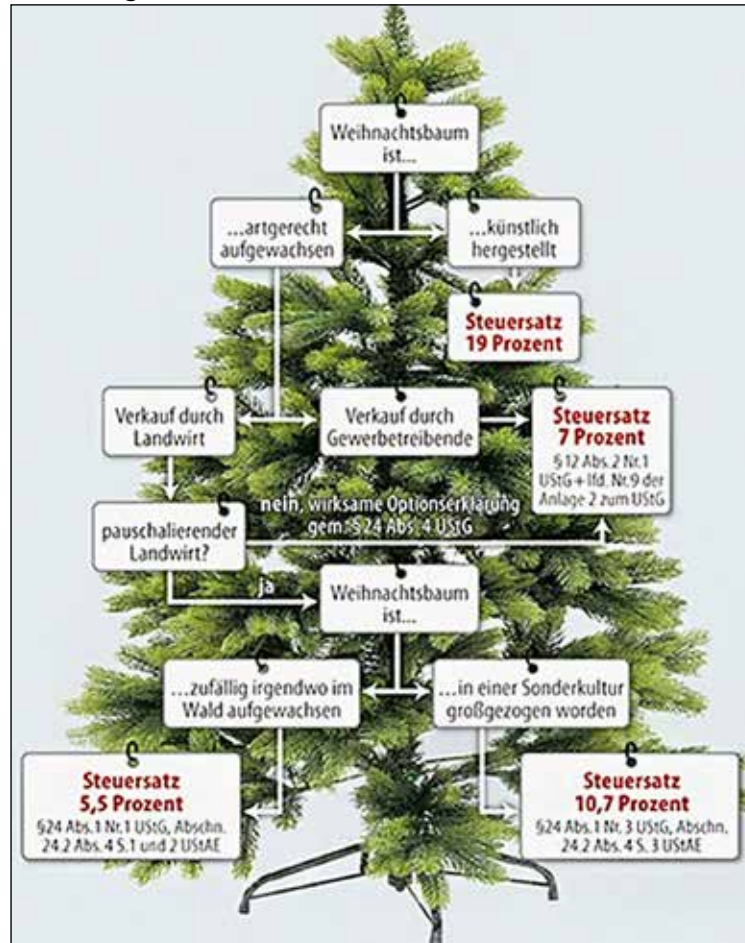 Weihnachtsbaum
ist...
...artgerecht
aufgewachsen
...künstlich
hergestellt
Steuersatz
19 Prozent
Verkauf durch
Landwirt
Verkauf durch
Gewerbetreibende
Steuersatz
7 Prozent
§ 12 Abs. 2 Nr. 1
UStG + lfd. Nr. 9 der
Anlage 2 zum UStG
pauschalierender
Landwirt?
nein, wirksame Optionserklärung
gem. § 24 Abs. 4 UStG
ja
Weihnachtsbaum
ist...
...zufällig irgendwo im
Wald aufgewachsen
...in einer Sonderkultur
großgezogen worden
Steuersatz
5,5 Prozent
§24 Abs. 1 Nr. 1 UStG, Abschn.
24.2 Abs. 4 S. 1 und 2 UStAE
Steuersatz
10,7 Prozent
§24 Abs. 1 Nr. 3 UStG, Abschn.
24.2 Abs. 4 S. 3 UStAE